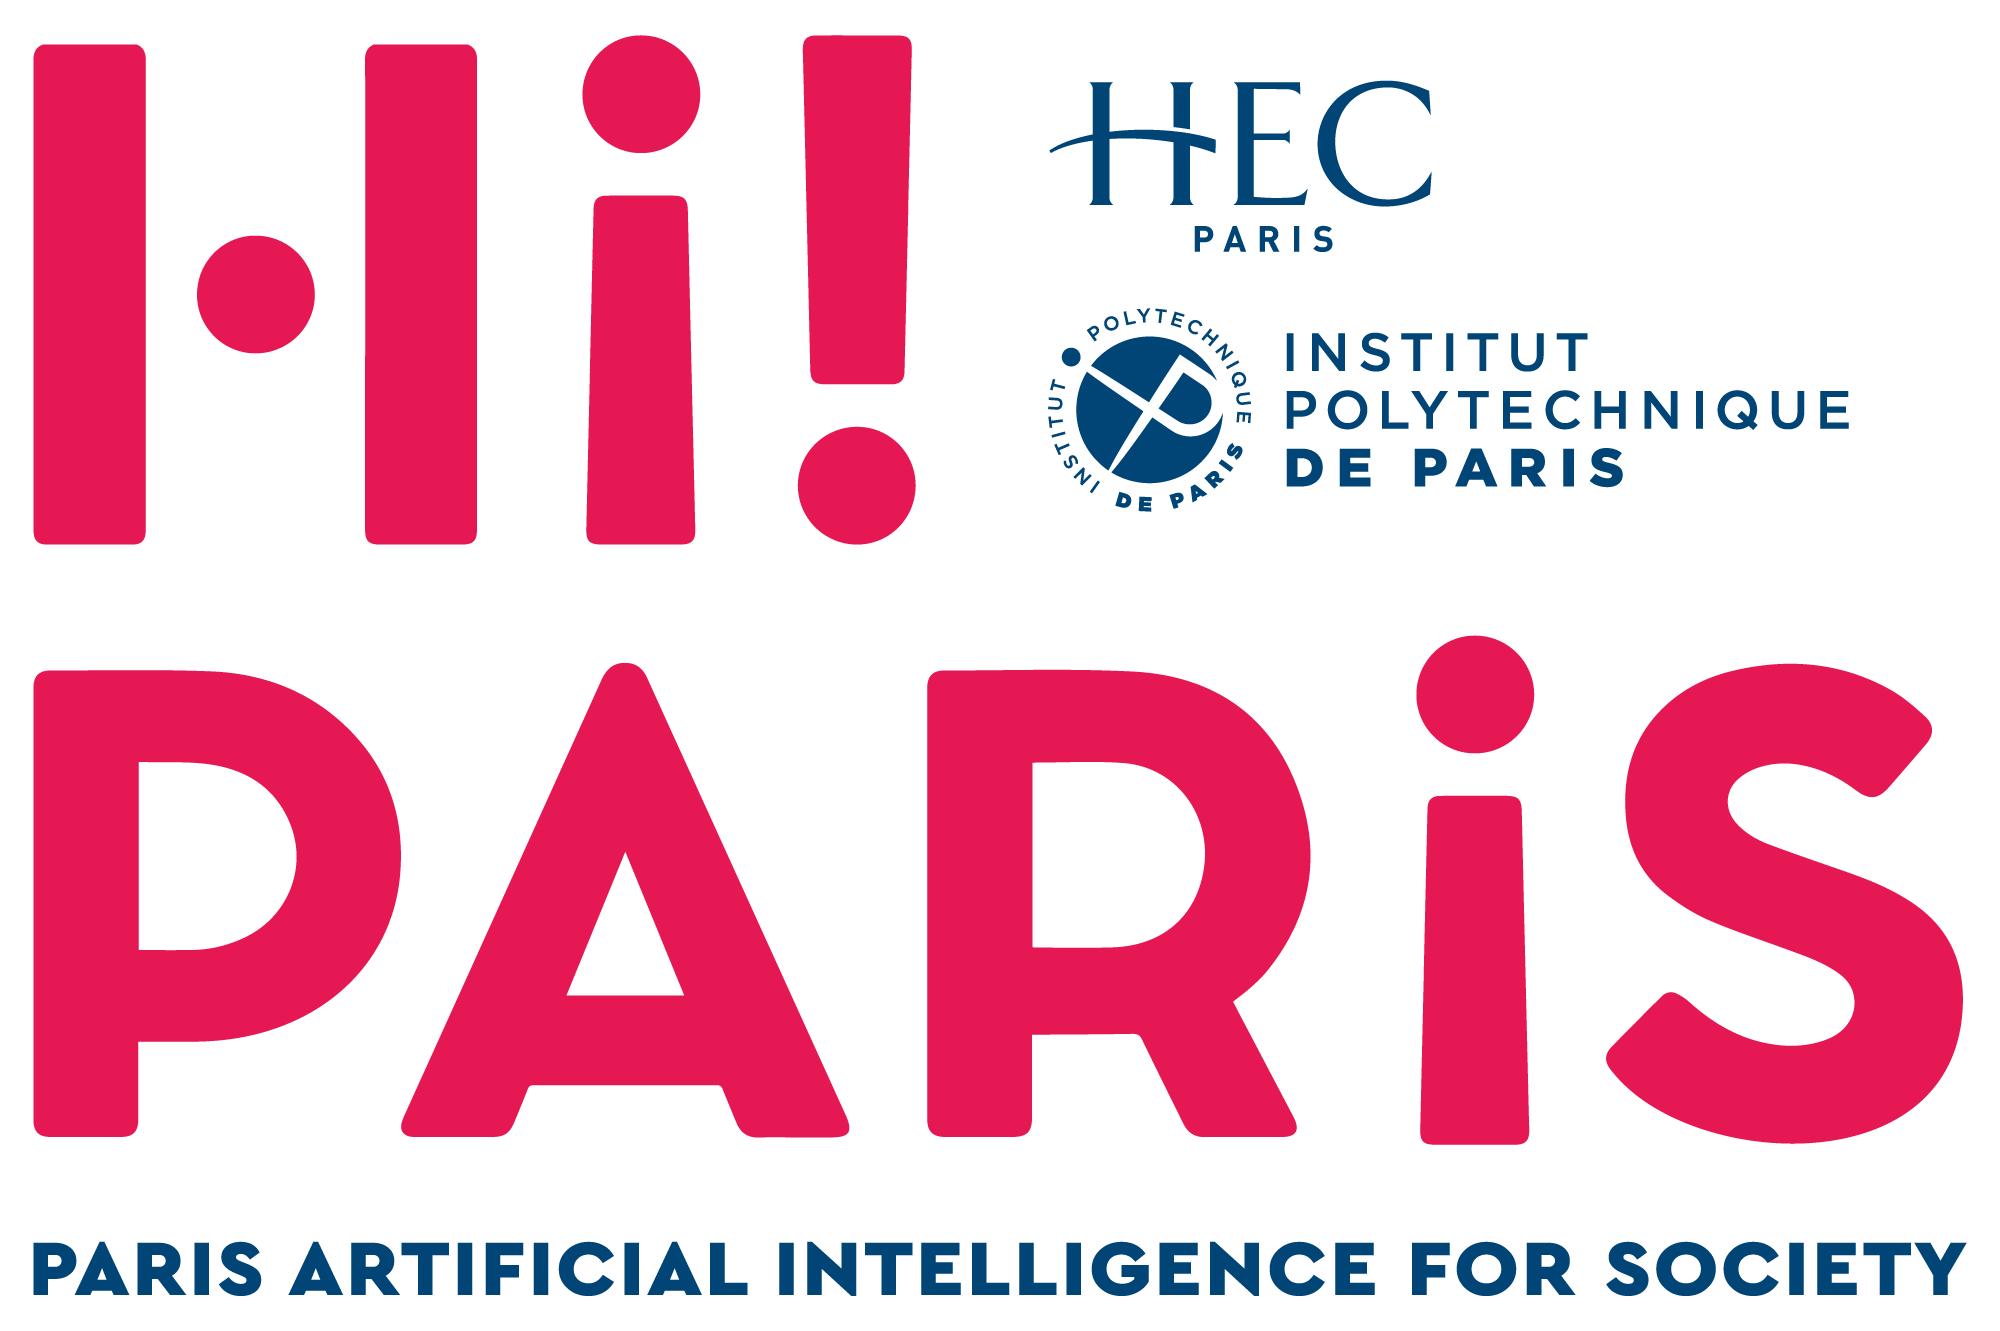 Hi!
HEC
PARIS
INSTITUT POLYTECHNIQUE DE PARIS
INSTITUT
POLYTECHNIQUE
DE PARIS
PARiS
PARIS ARTIFICIAL INTELLIGENCE FOR SOCIETY